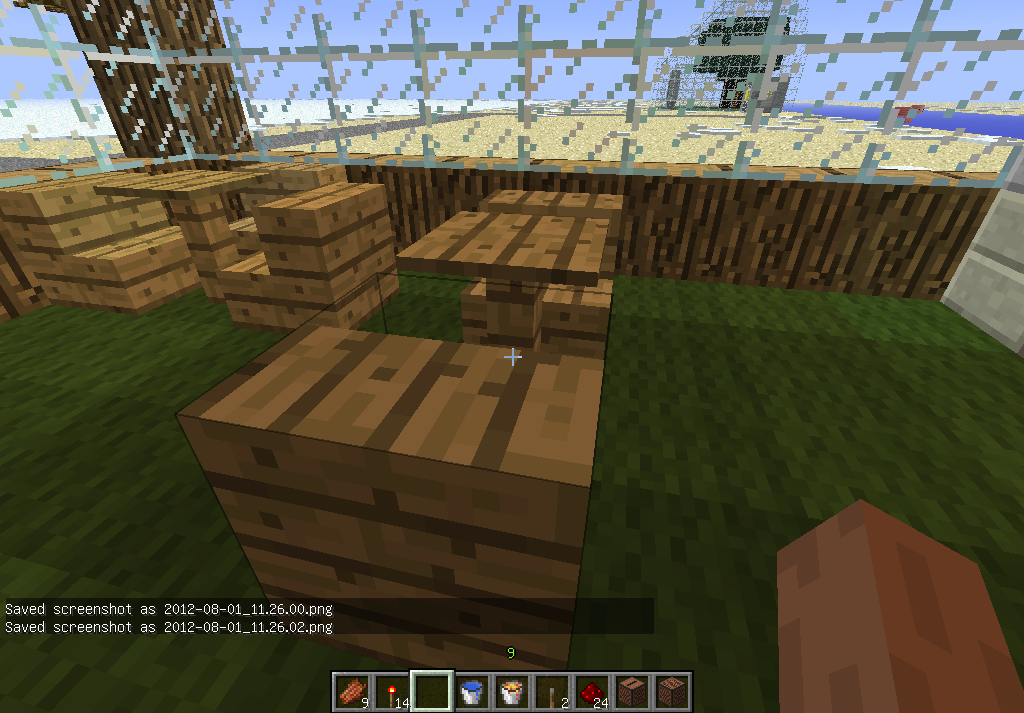 Saved screenshot as 2012-08-01_11.26.00.png
Saved screenshot as 2012-08-01_11.26.02.png
9
9 14 2 24